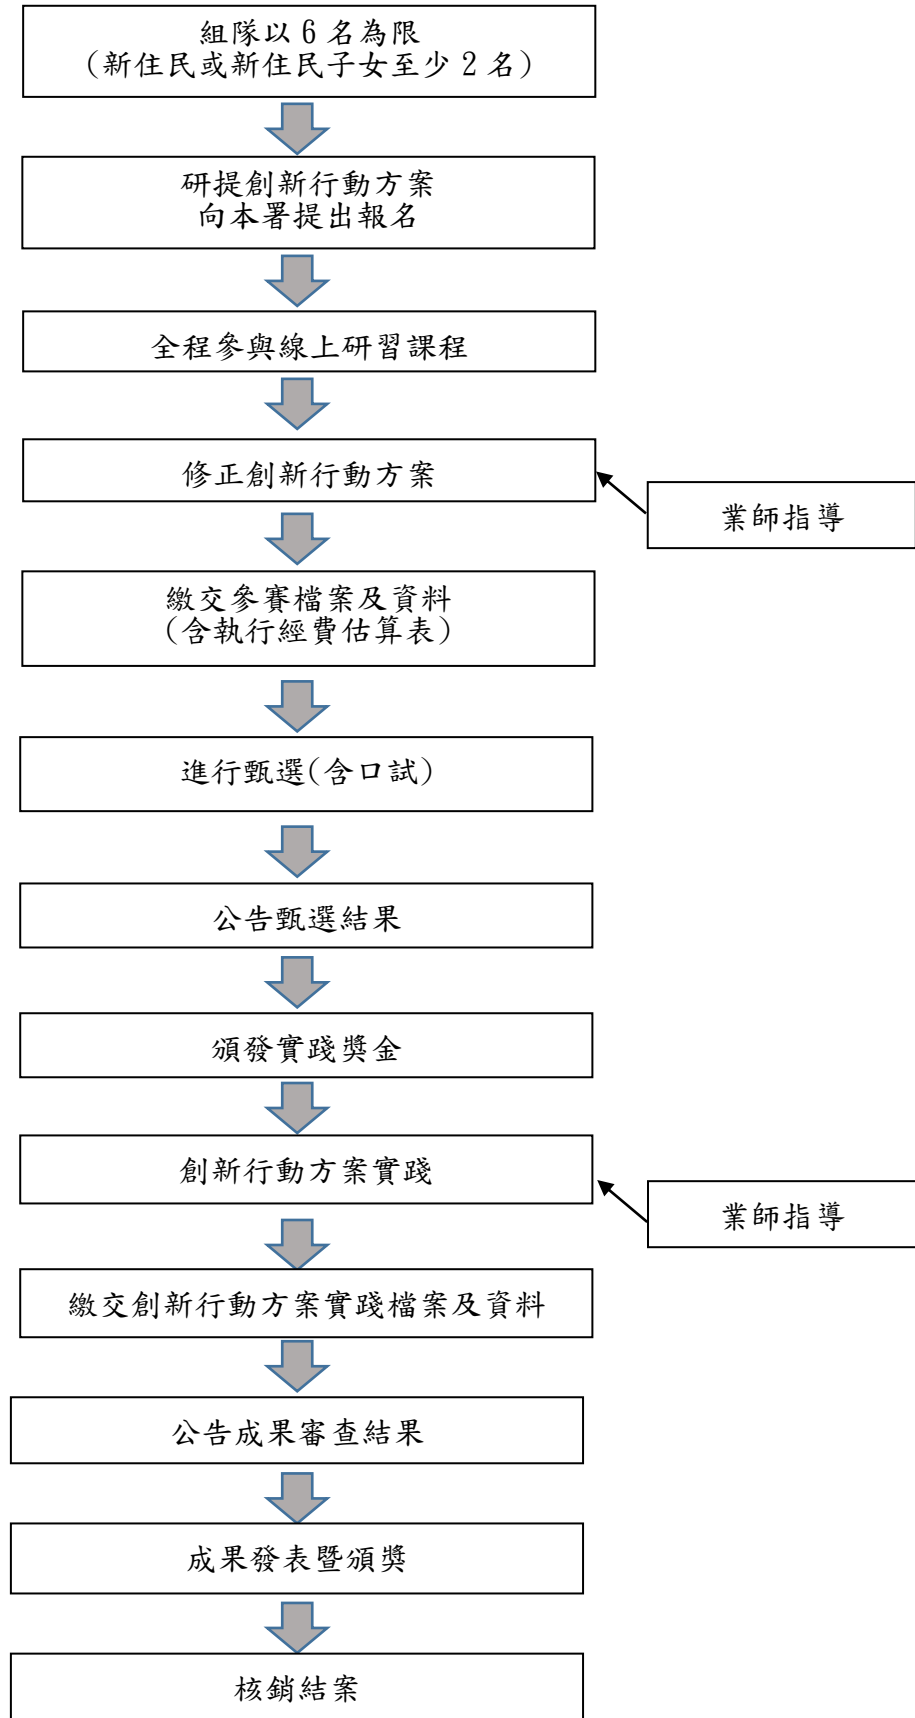 組隊以 6 名為限
(新住民或新住民子女至少 2 名)
研提創新行動方案
向本署提出報名
全程參與線上研習課程
修正創新行動方案
業師指導
繳交參賽檔案及資料
(含執行經費估算表)
進行甄選(含口試)
公告甄選結果
頒發實踐獎金
創新行動方案實踐
業師指導
繳交創新行動方案實踐檔案及資料
公告成果審查結果
成果發表暨頒獎
核銷結案